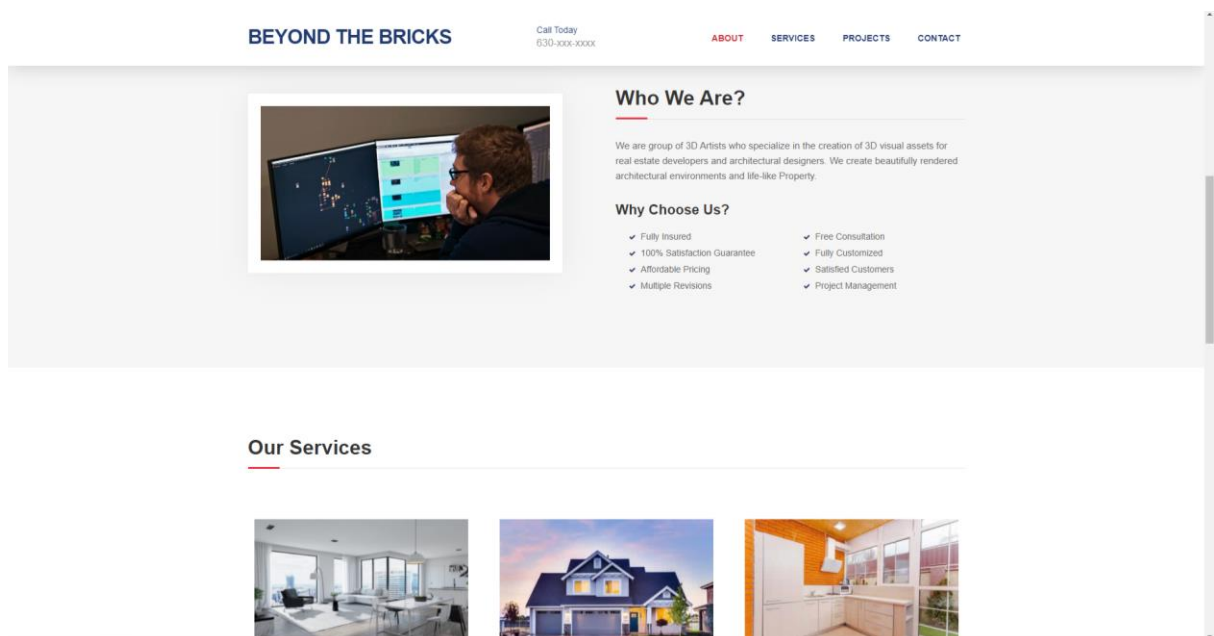 BEYOND THE BRICKS
Call Today
630-xxx-xxxx
ABOUT
SERVICES
PROJECTS
CONTACT
Who We Are?
We are group of 3D Artists who specialize in the creation of 3D visual assets for
real estate developers and architectural designers. We create beautifully rendered
architectural environments and life-like Property.
Why Choose Us?
Fully Insured
100% Satisfaction Guarantee
Affordable Pricing
Multiple Revisions
Free Consultation
Fully Customized
Satisfied Customers
Project Management
Our Services